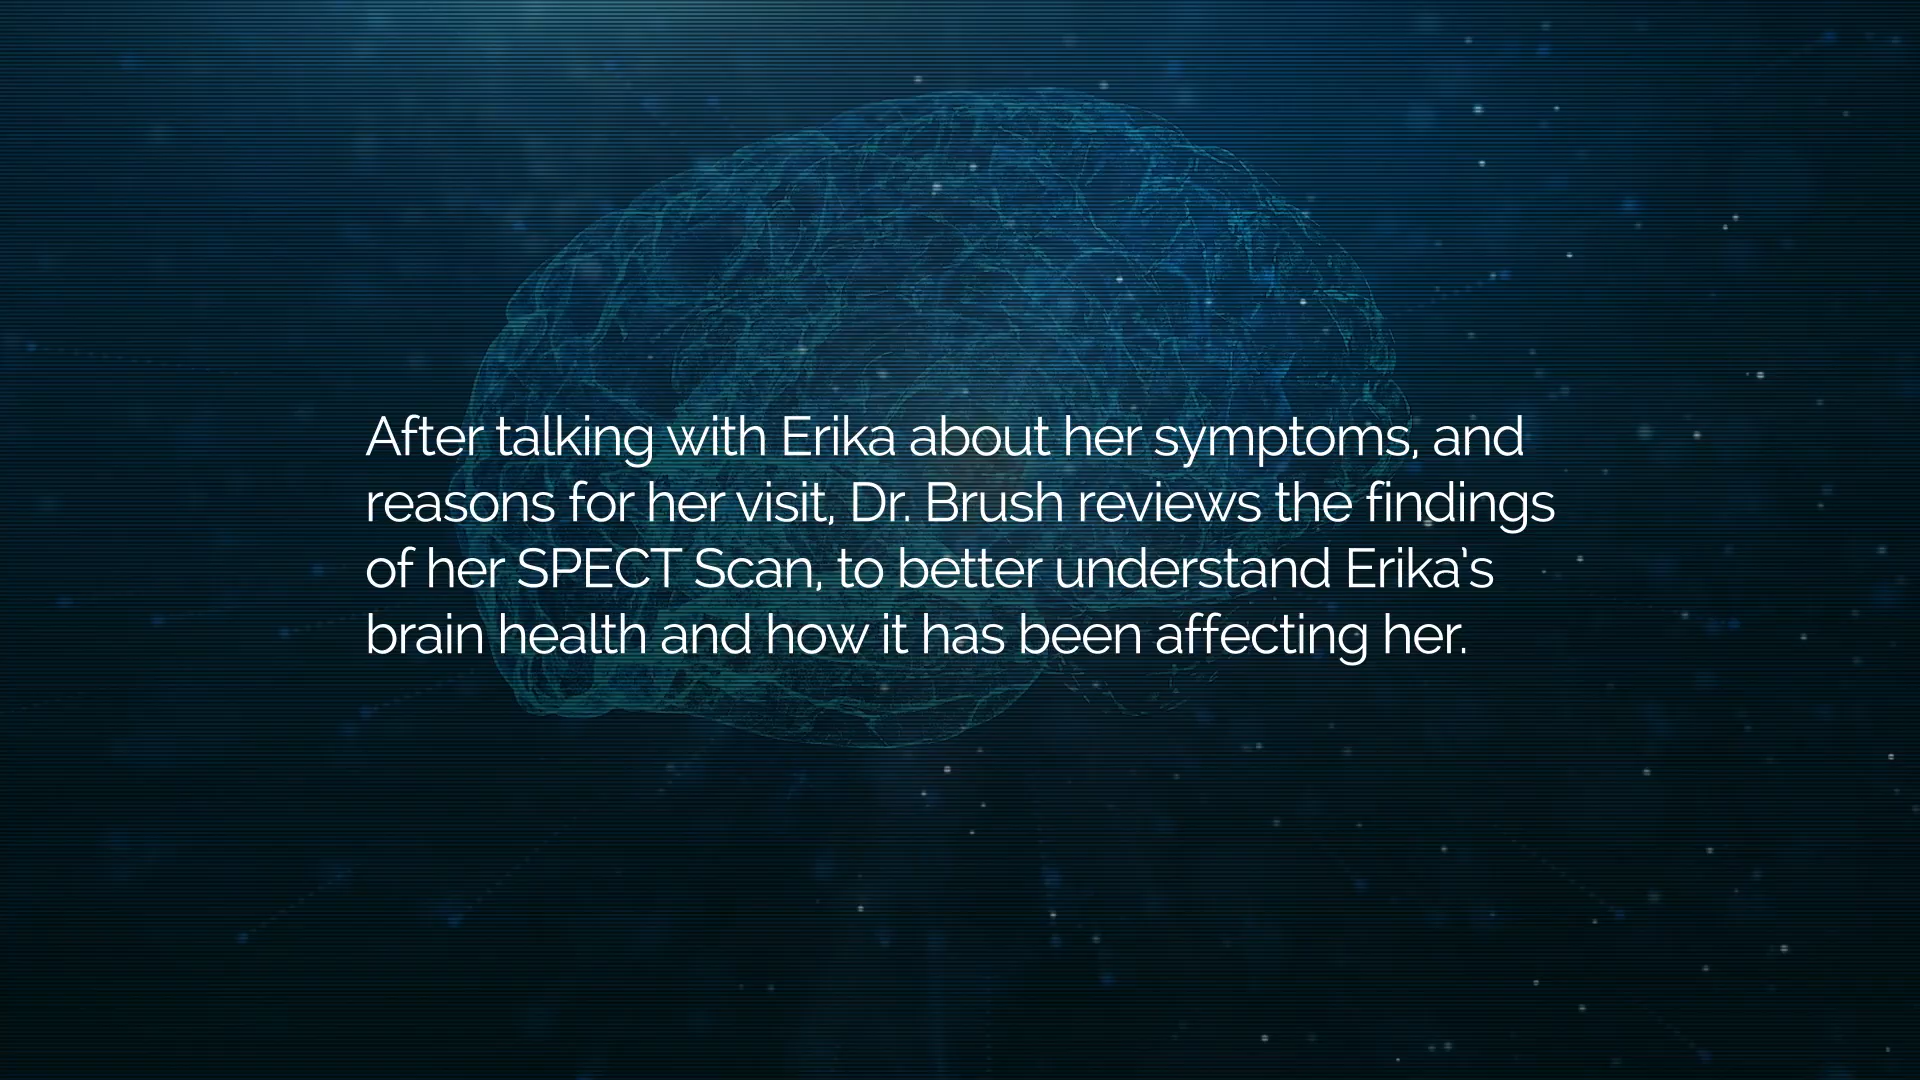 After talking with Erika about her symptoms, and
reasons for her visit, Dr. Brush reviews the findings
of her SPECT Scan, to better understand Erika's
brain health and how it has been affecting her.